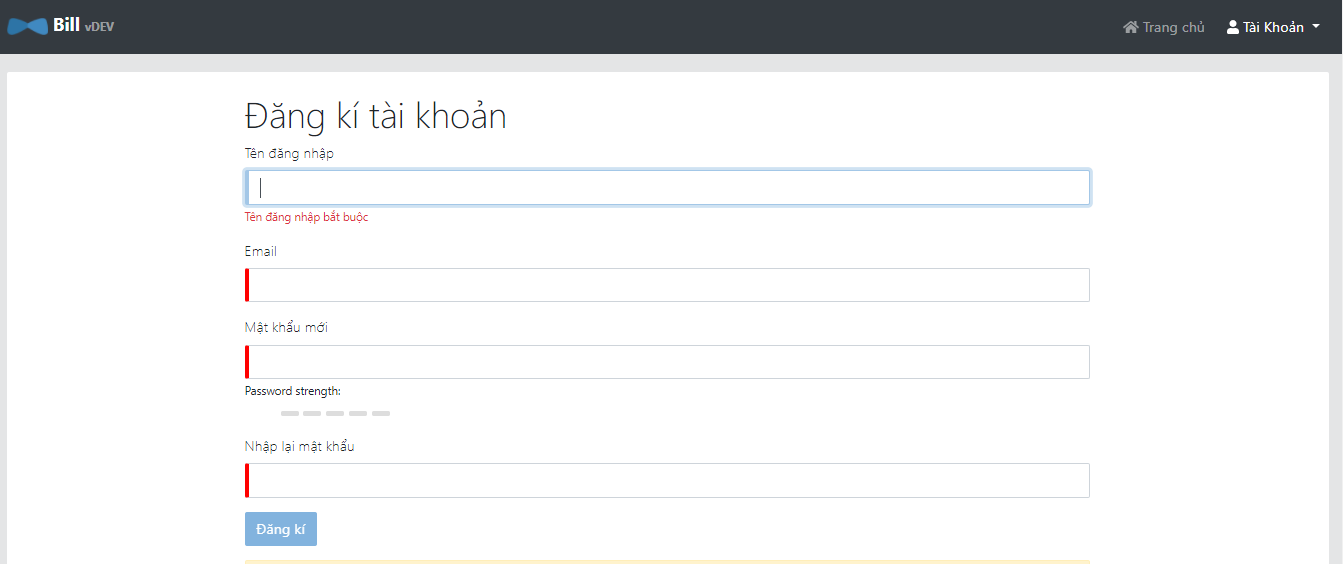 Bill vDEV
Trang chủ
Tài Khoản
Đăng kí tài khoản
Tên đăng nhập
Tên đăng nhập bắt buộc
Email
Mật khẩu mới
Password strength:
Nhập lại mật khẩu
Đăng kí